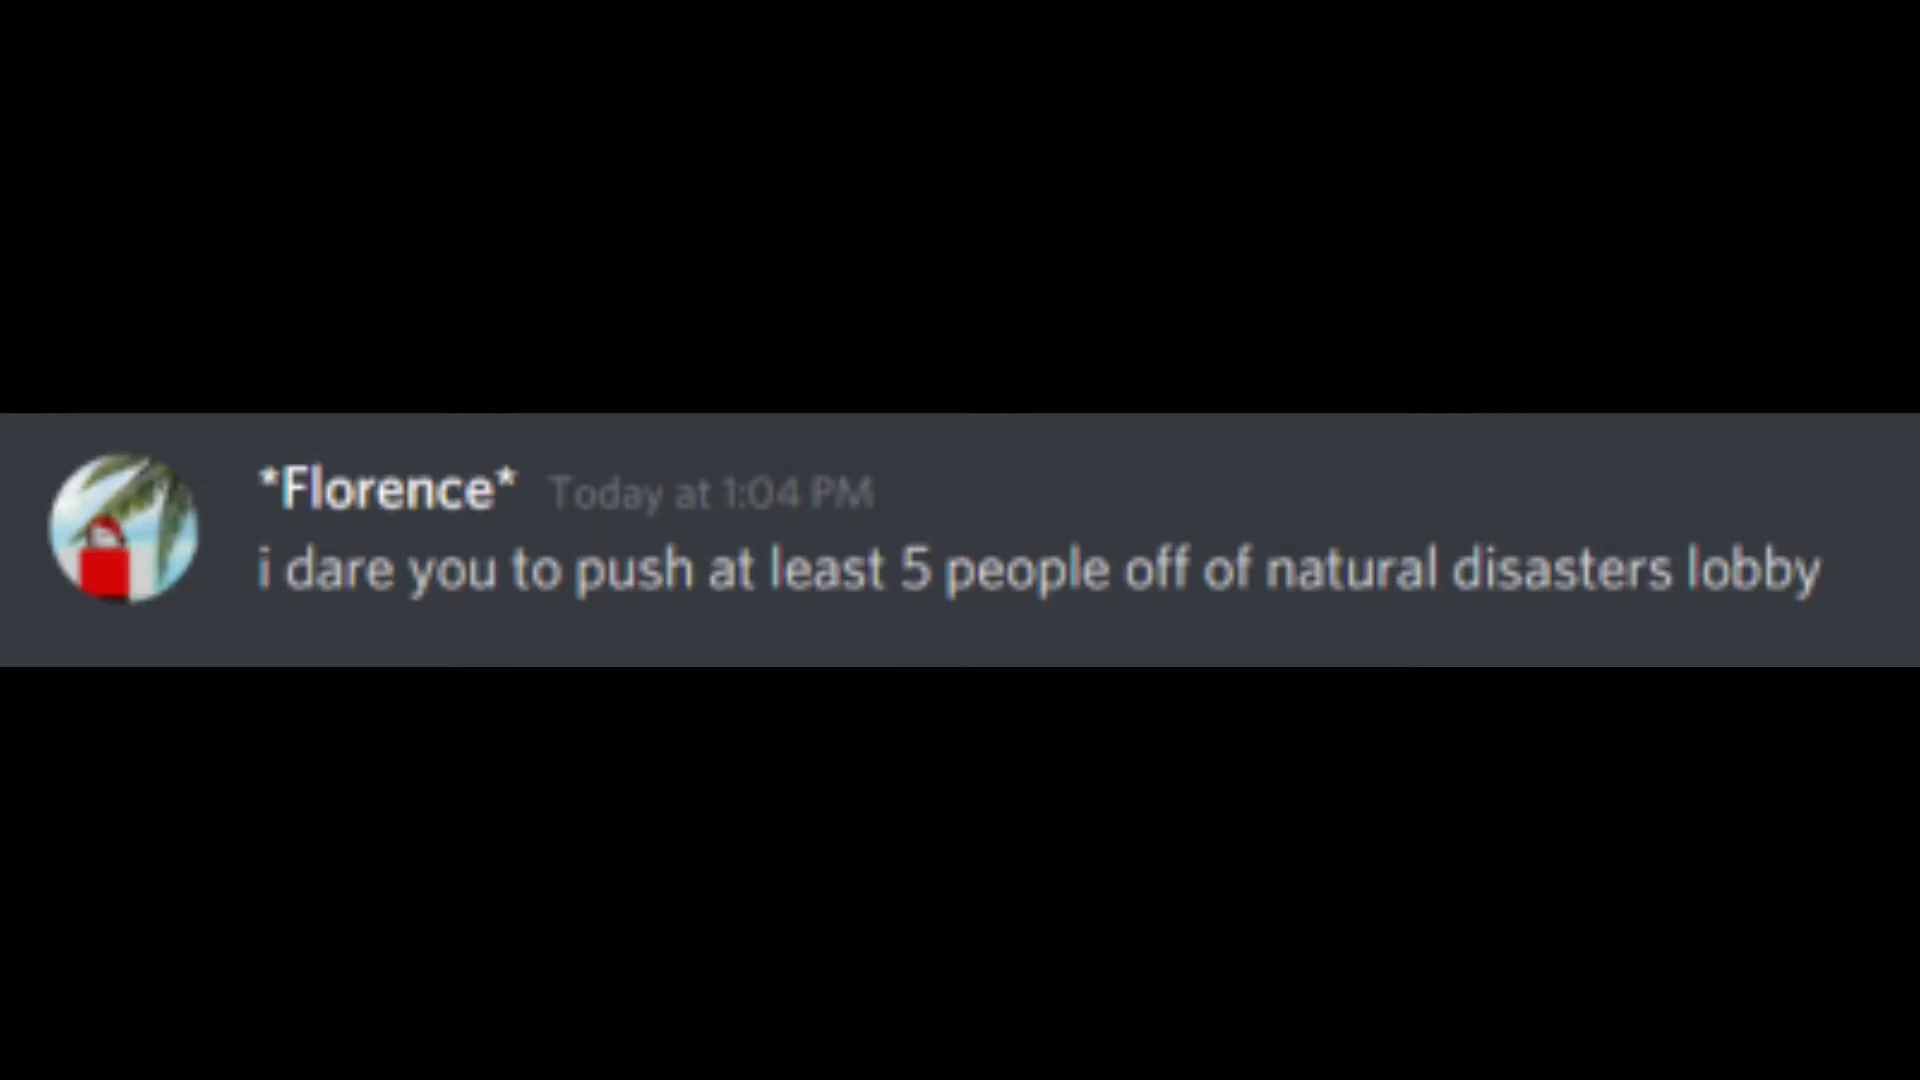 *Florence* Today at 1:04 PM
i dare you to push at least 5 people off of natural disasters lobby